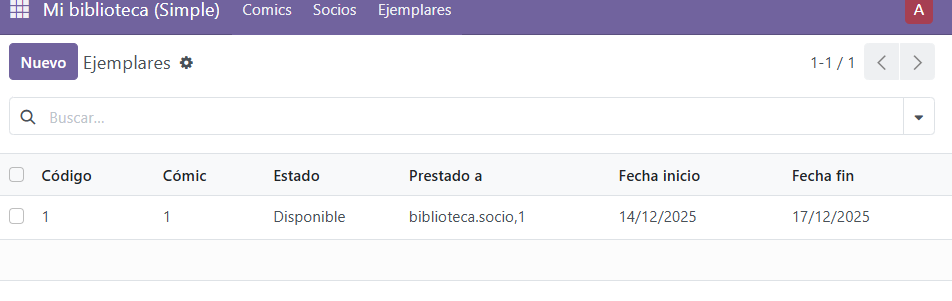 Mi biblioteca (Simple) Comics Socios Ejemplares A
Nuevo Ejemplares 1-1 / 1
Buscar...
Código Cómic Estado Prestado a Fecha inicio Fecha fin
1 1 Disponible biblioteca.socio,1 14/12/2025 17/12/2025